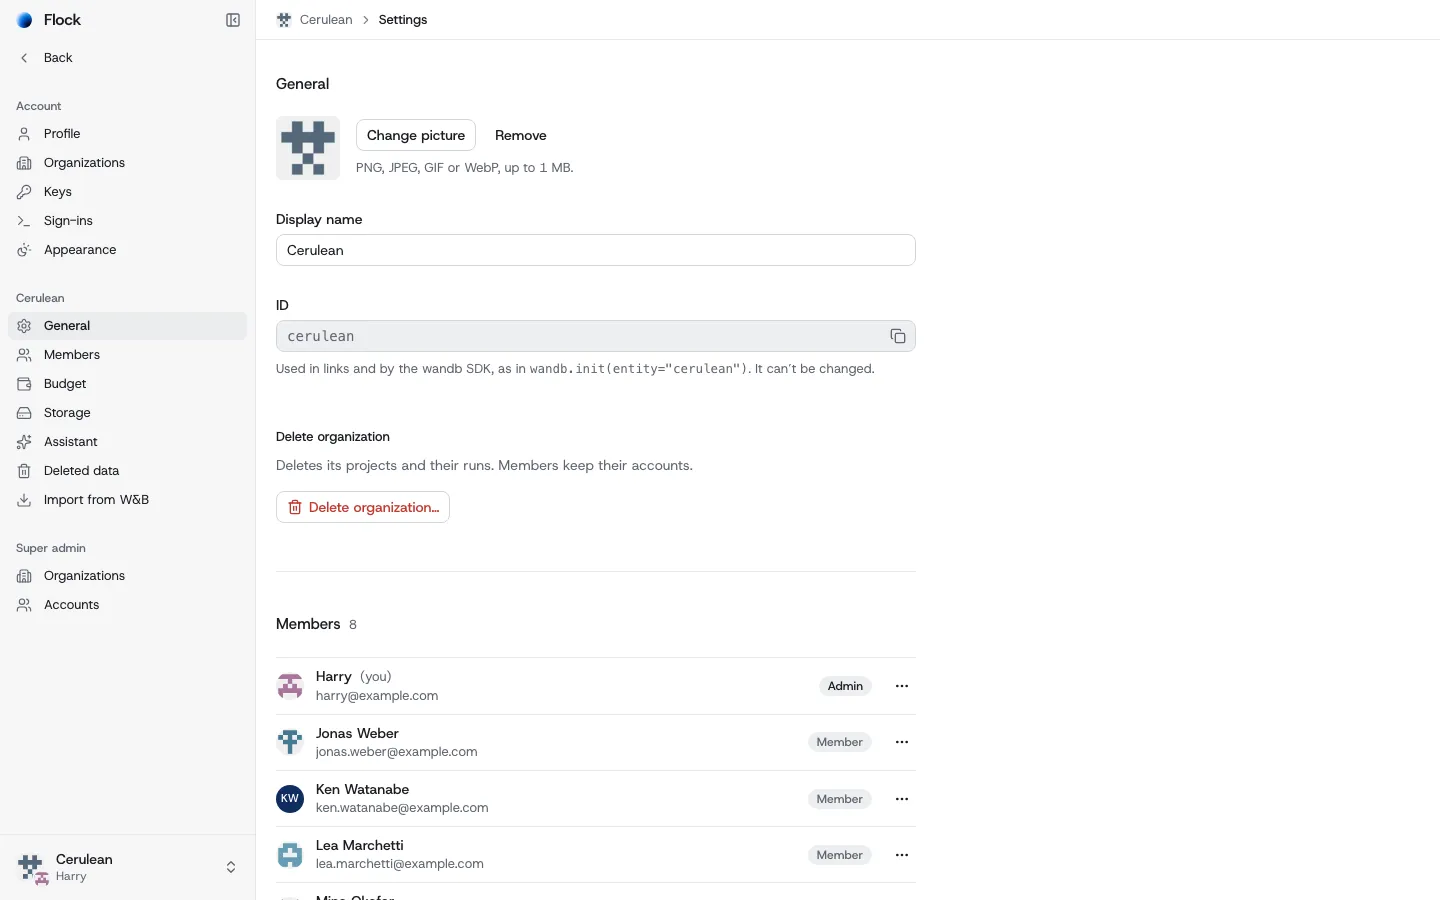 Flock
Back
Account
Profile
Organizations
Keys
Sign-ins
Appearance
Cerulean
General
Members
Budget
Storage
Assistant
Deleted data
Import from W&B
Super admin
Organizations
Accounts
Cerulean
Harry
Cerulean > Settings
General
Change picture Remove
PNG, JPEG, GIF or WebP, up to 1 MB.
Display name
Cerulean
ID
cerulean
Used in links and by the wandb SDK, as in wandb.init(entity="cerulean"). It can't be changed.
Delete organization
Deletes its projects and their runs. Members keep their accounts.
Delete organization…
Members 8
Harry (you)
harry@example.com
Admin
Jonas Weber
jonas.weber@example.com
Member
KW
Ken Watanabe
ken.watanabe@example.com
Member
Lea Marchetti
lea.marchetti@example.com
Member